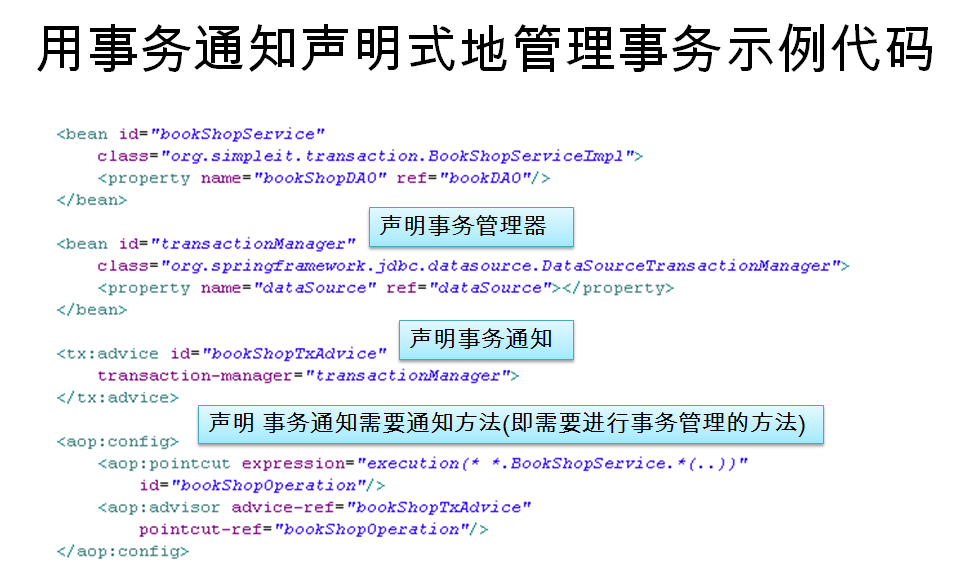 用事务通知声明式地管理事务示例代码
<bean id="bookShopService"
class="org.simpleit.transaction.BookShopServiceImpl">
<property name="bookShopDAO" ref="bookDAO"/>
</bean>
声明事务管理器
<bean id="transactionManager"
class="org.springframework.jdbc.datasource.DataSourceTransactionManager">
<property name="dataSource" ref="dataSource"></property>
</bean>
声明事务通知
<tx:advice id="bookShopTxAdvice"
transaction-manager="transactionManager">
</tx:advice>
声明 事务通知需要通知方法(即需要进行事务管理的方法)
<aop:config>
<aop:pointcut expression="execution(* *.BookShopService.*(..))"
id="bookShopOperation"/>
<aop:advisor advice-ref="bookShopTxAdvice"
pointcut-ref="bookShopOperation"/>
</aop:config>